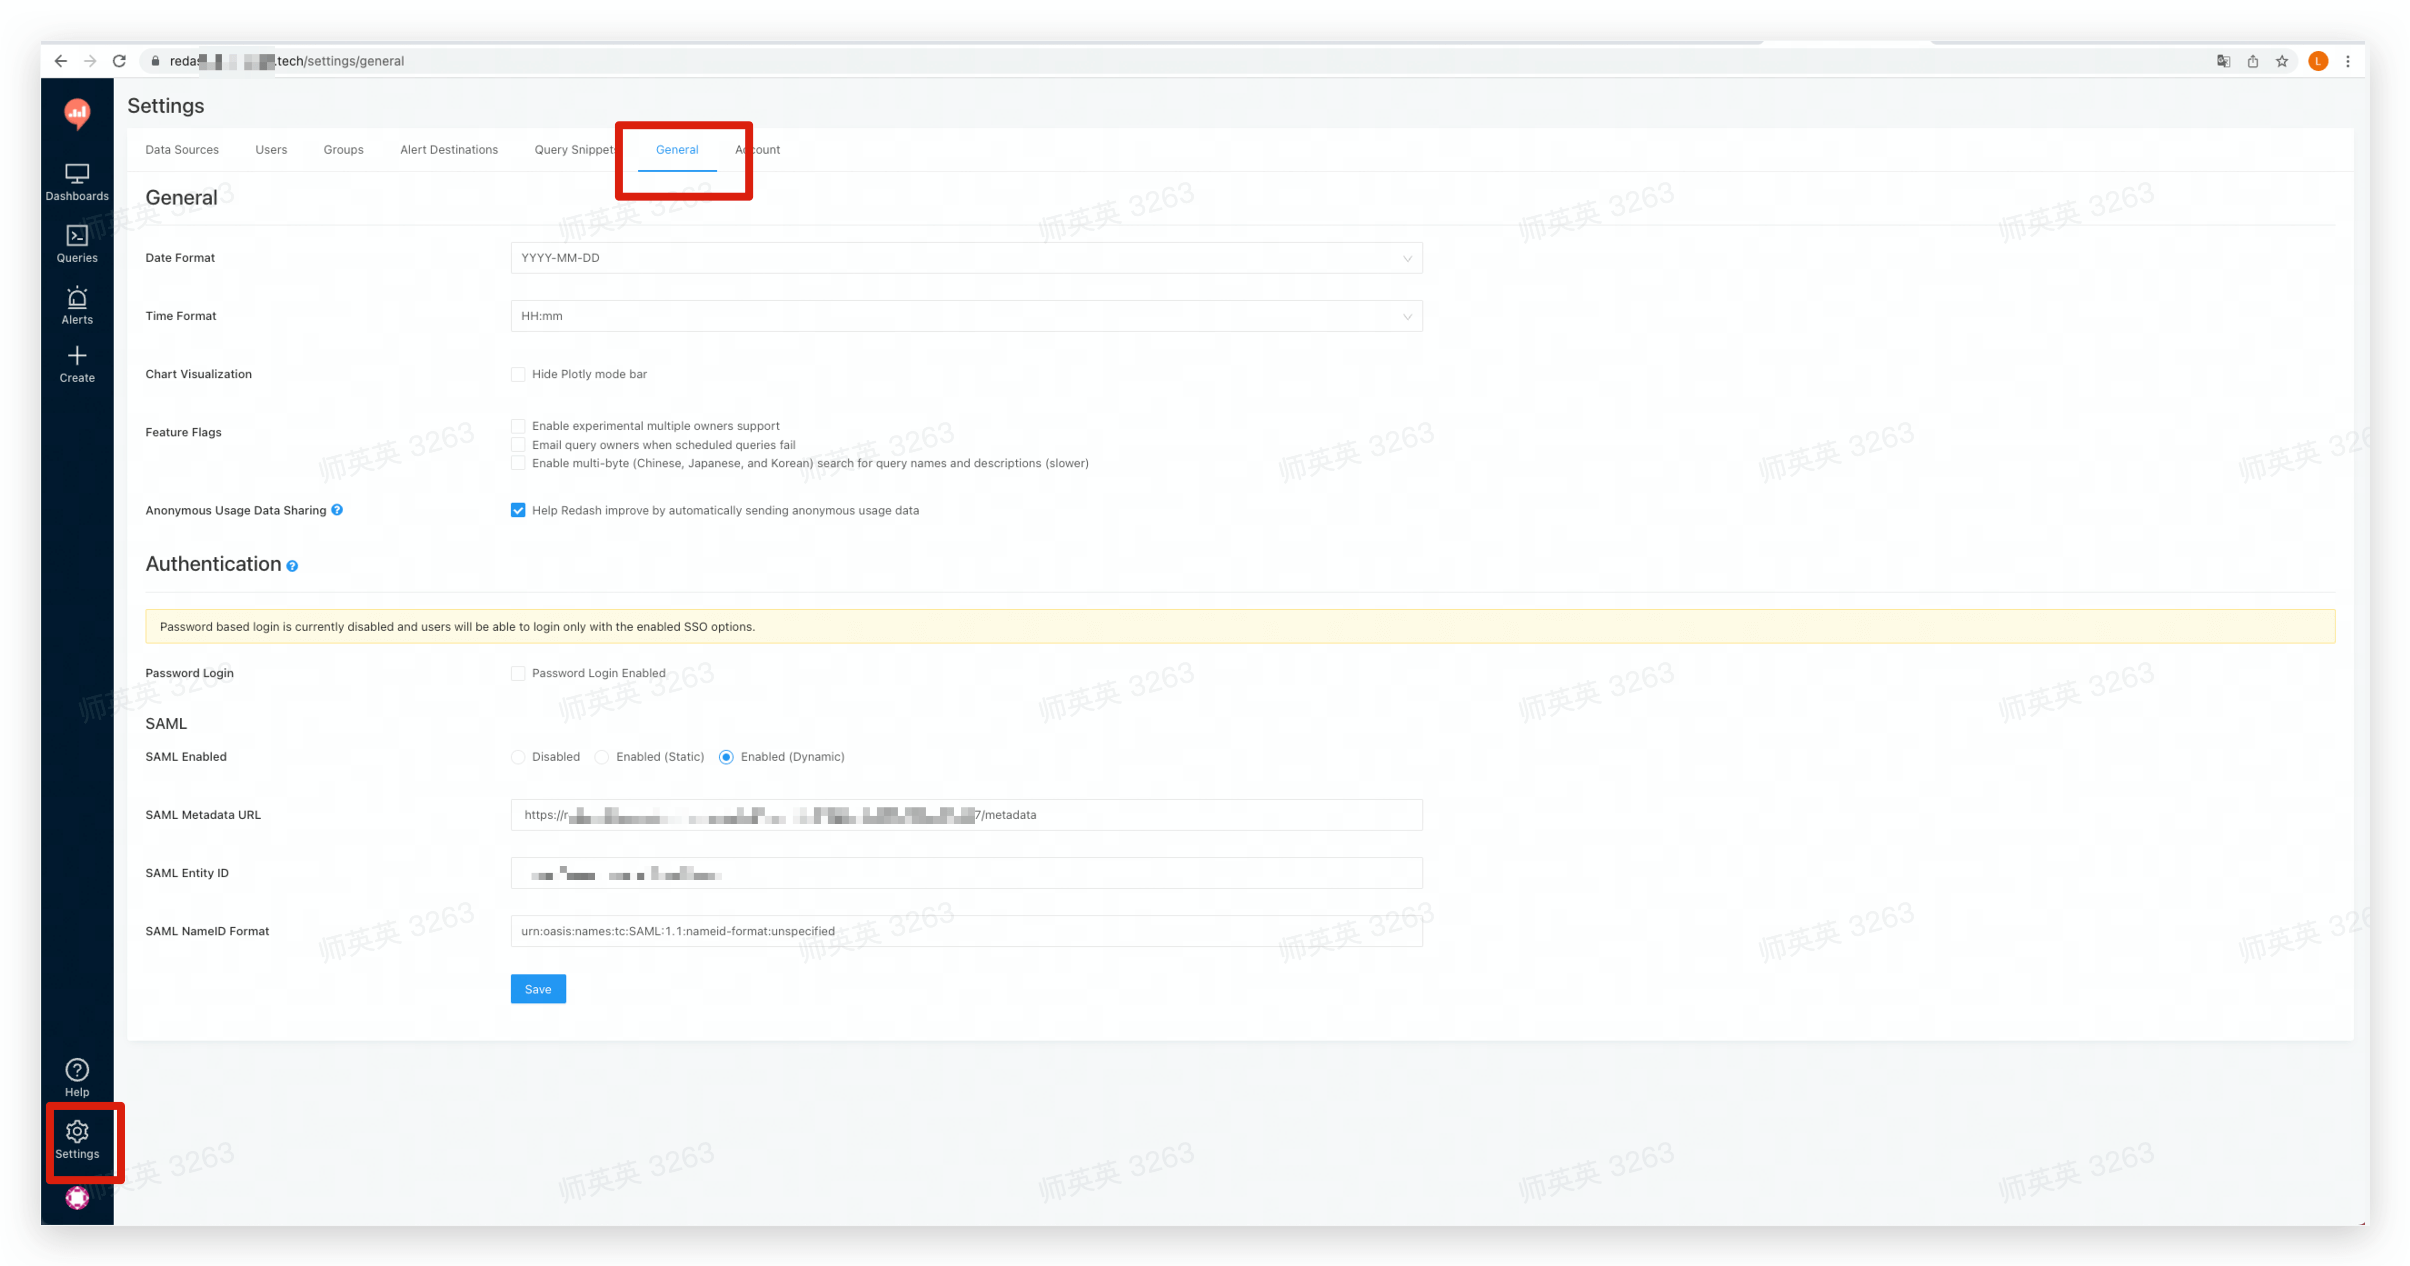 tech/settings/general
L
Settings
Data Sources
Users
Groups
Alert Destinations
Query Snippets
General
Account
Dashboards
Queries
Alerts
Create
General
Date Format
YYYY-MM-DD
Time Format
HH:mm
Chart Visualization
Hide Plotly mode bar
Feature Flags
Enable experimental multiple owners support
Email query owners when scheduled queries fail
Enable multi-byte (Chinese, Japanese, and Korean) search for query names and descriptions (slower)
Anonymous Usage Data Sharing
Help Redash improve by automatically sending anonymous usage data
Authentication
Password based login is currently disabled and users will be able to login only with the enabled SSO options.
Password Login
Password Login Enabled
SAML
SAML Enabled
Disabled
Enabled (Static)
Enabled (Dynamic)
SAML Metadata URL
https://r
7/metadata
SAML Entity ID
SAML NameID Format
urn:oasis:names:tc:SAML:1.1:nameid-format:unspecified
Save
Help
Settings
师英英 3263